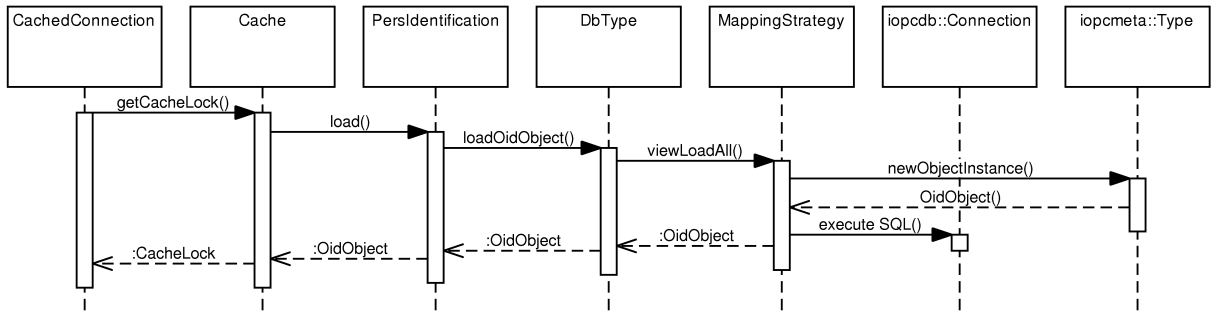 CachedConnection
Cache
PersIdentification
DbType
MappingStrategy
iopcdb::Connection
iopcmeta::Type
getCacheLock()
load()
loadOidObject()
viewLoadAll()
newObjectInstance()
OidObject()
execute SQL()
:OidObject
:OidObject
:OidObject
:CacheLock